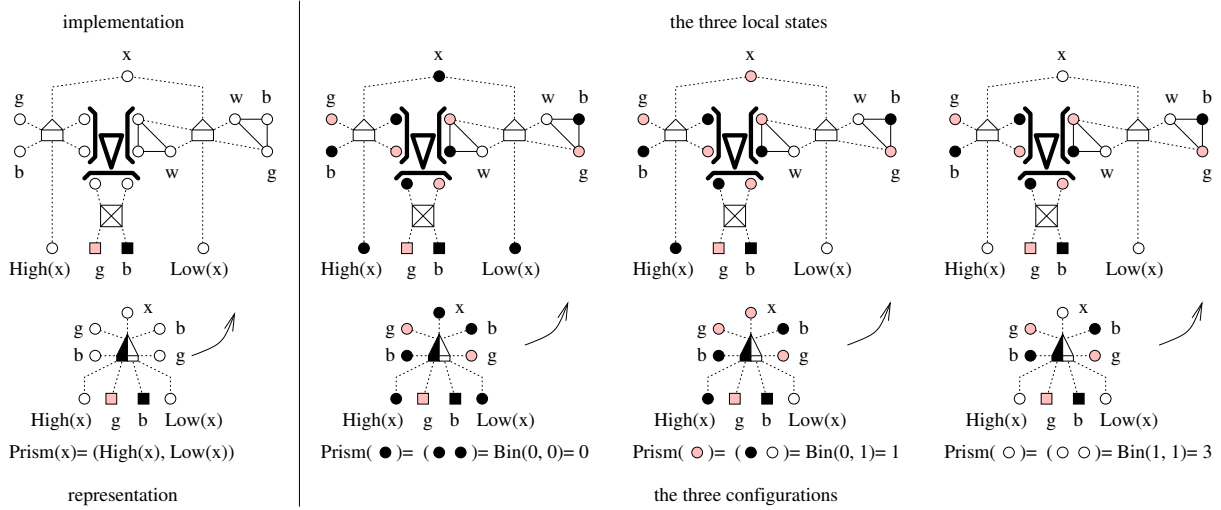 implementation
the three local states
x
x
x
x
g
w
b
g
w
b
g
w
b
g
w
b
b
w
g
b
w
g
b
w
g
b
w
g
High(x)
g
b
Low(x)
High(x)
g
b
Low(x)
High(x)
g
b
Low(x)
High(x)
g
b
Low(x)
x
x
x
x
g
b
g
b
g
b
g
b
b
g
b
g
b
g
b
g
High(x)
g
b
Low(x)
High(x)
g
b
Low(x)
High(x)
g
b
Low(x)
High(x)
g
b
Low(x)
Prism(x)= (High(x), Low(x))
Prism( ● )= ( ● ● )= Bin(0, 0)= 0
Prism( ● )= ( ● ○ )= Bin(0, 1)= 1
Prism( ○ )= ( ○ ○ )= Bin(1, 1)= 3
representation
the three configurations